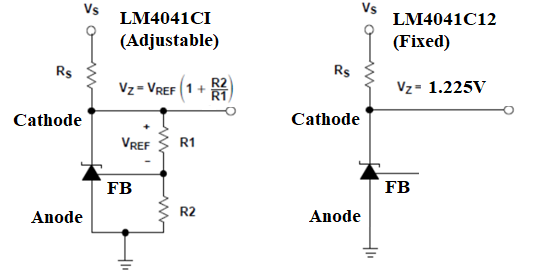 Vs
LM4041CI
(Adjustable)
Rs
Vz = VREF (1 + R2/R1)
Cathode
+
VREF
R1
-
FB
Anode
R2
Vs
LM4041C12
(Fixed)
Rs
Vz = 1.225V
Cathode
FB
Anode